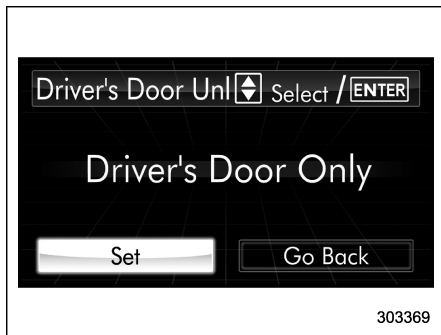 Driver's Door Unl Select / ENTER
Driver's Door Only
Set Go Back
303369